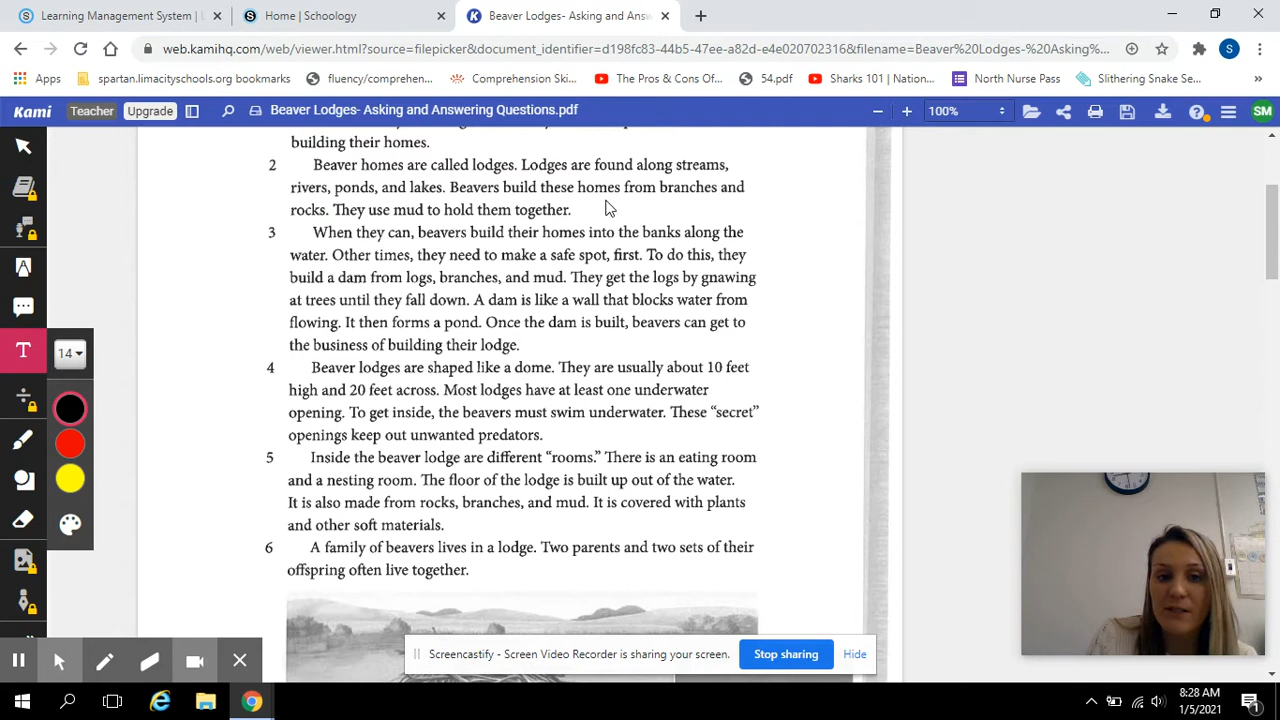 Learning Management System | L
Home | Schoology
Beaver Lodges- Asking and Answ
web.kamihq.com/web/viewer.html?source=filepicker&document_identifier=d198fc83-44b5-47ee-a82d-e4e020702316&filename=Beaver%20Lodges-%20Asking%...
S
Apps
spartan.limacityschools.org bookmarks
fluency/comprehen...
Comprehension Ski...
The Pros & Cons Of...
54.pdf
Sharks 101 | Nation...
North Nurse Pass
Slithering Snake Se...
»
Kami
Teacher
Upgrade
Beaver Lodges- Asking and Answering Questions.pdf
100%
SM
building their homes.
2 Beaver homes are called lodges. Lodges are found along streams,
rivers, ponds, and lakes. Beavers build these homes from branches and
rocks. They use mud to hold them together.
3 When they can, beavers build their homes into the banks along the
water. Other times, they need to make a safe spot, first. To do this, they
build a dam from logs, branches, and mud. They get the logs by gnawing
at trees until they fall down. A dam is like a wall that blocks water from
flowing. It then forms a pond. Once the dam is built, beavers can get to
the business of building their lodge.
4 Beaver lodges are shaped like a dome. They are usually about 10 feet
high and 20 feet across. Most lodges have at least one underwater
opening. To get inside, the beavers must swim underwater. These “secret”
openings keep out unwanted predators.
5 Inside the beaver lodge are different “rooms.” There is an eating room
and a nesting room. The floor of the lodge is built up out of the water.
It is also made from rocks, branches, and mud. It is covered with plants
and other soft materials.
6 A family of beavers lives in a lodge. Two parents and two sets of their
offspring often live together.
T
14
Screencastify - Screen Video Recorder is sharing your screen.
Stop sharing
Hide
8:28 AM
1/5/2021